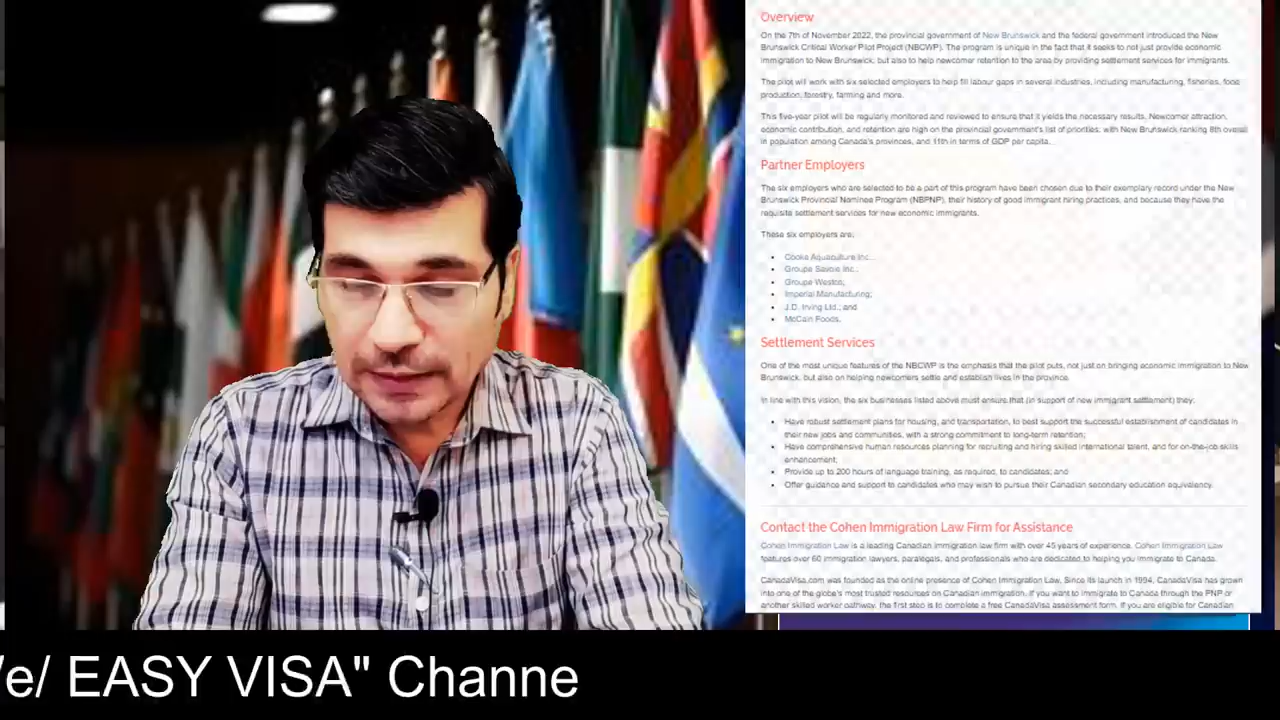 Overview
On the 7th of November 2022, the provincial government of New Brunswick and the federal government introduced the New
Brunswick Critical Worker Pilot Project (NBCWP). The program is unique in the fact that it seeks to not just provide economic
immigration to New Brunswick, but also to help newcomer retention to the area by providing settlement services for immigrants.
The pilot will work with six selected employers to help fill labour gaps in several industries, including manufacturing, fisheries, food
production, forestry, farming and more.
This five-year pilot will be regularly monitored and reviewed to ensure that it yields the necessary results. Newcomer attraction,
economic contribution, and retention are high on the provincial government's list of priorities; with New Brunswick ranking 8th overall
in population among Canada's provinces, and 11th in terms of GDP per capita.
Partner Employers
The six employers who are selected to be a part of this program have been chosen due to their exemplary record under the New
Brunswick Provincial Nominee Program (NBPNP), their history of good immigrant hiring practices, and because they have the
requisite settlement services for new economic immigrants.
These six employers are:
• Cooke Aquaculture Inc.
• Groupe Savoie Inc.;
• Groupe Westco;
• Imperial Manufacturing;
• J.D. Irving Ltd.; and
• McCain Foods.
Settlement Services
One of the most unique features of the NBCWP is the emphasis that the pilot puts, not just on bringing economic immigration to New
Brunswick, but also on helping newcomers settle and establish lives in the province.
In line with this vision, the six businesses listed above must ensure that (in support of new immigrant settlement) they:
• Have robust settlement plans for housing, and transportation, to best support the successful establishment of candidates in
their new jobs and communities, with a strong commitment to long-term retention;
• Have comprehensive human resources planning for recruiting and hiring skilled international talent, and for on-the-job skills
enhancement;
• Provide up to 200 hours of language training, as required, to candidates; and
• Offer guidance and support to candidates who may wish to pursue their Canadian secondary education equivalency.
Contact the Cohen Immigration Law Firm for Assistance
Cohen Immigration Law is a leading Canadian immigration law firm with over 45 years of experience. Cohen Immigration Law
features over 60 immigration lawyers, paralegals, and professionals who are dedicated to helping you immigrate to Canada.
CanadaVisa.com was founded as the online presence of Cohen Immigration Law. Since its launch in 1994, CanadaVisa has grown
into one of the globe's most trusted resources on Canadian immigration. If you want to immigrate to Canada through the PNP or
another skilled worker pathway, the first step is to complete a free CanadaVisa assessment form. If you are eligible for Canadian
e/ EASY VISA" Channe